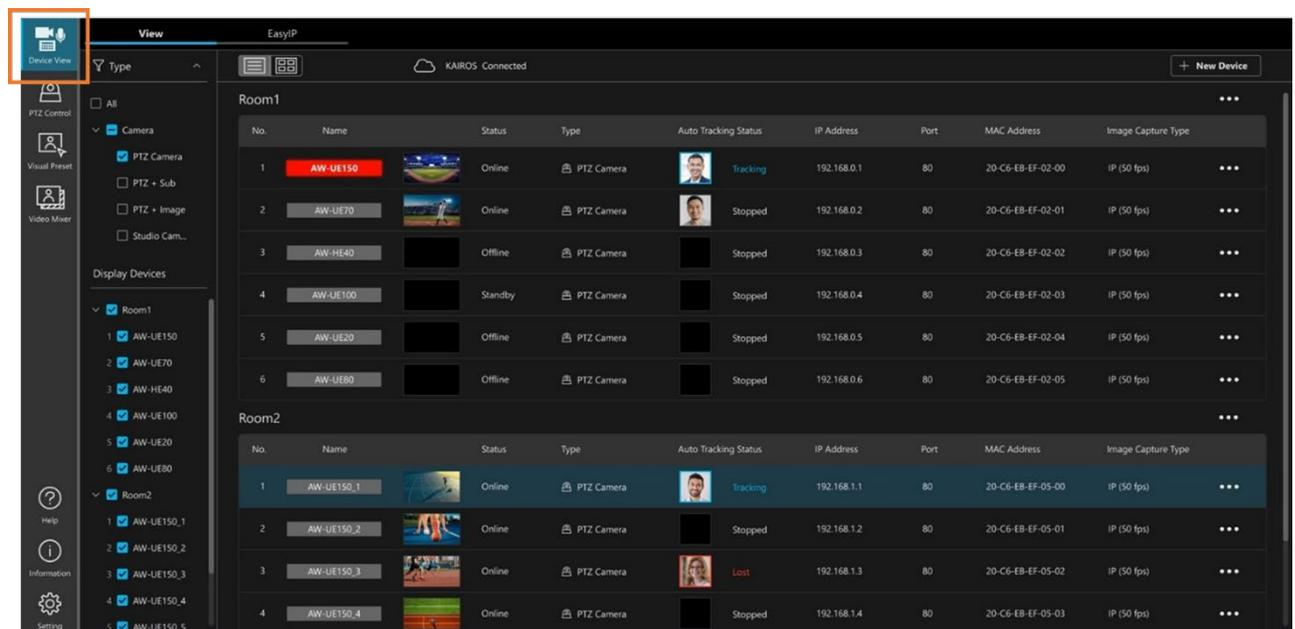 View EasyIP
Device View
PTZ Control
Visual Preset
Video Mixer
Help
Information
Setting
Type
All
Camera
PTZ Camera
PTZ + Sub
PTZ + Image
Studio Cam...
Display Devices
Room1
1 AW-UE150
2 AW-UE70
3 AW-HE40
4 AW-UE100
5 AW-UE20
6 AW-UE80
Room2
1 AW-UE150_1
2 AW-UE150_2
3 AW-UE150_3
4 AW-UE150_4
5 AW-UE150_5
KAIROS Connected
+ New Device
Room1
No. Name Status Type Auto Tracking Status IP Address Port MAC Address Image Capture Type
1 AW-UE150 Online PTZ Camera Tracking 192.168.0.1 80 20-C6-EB-EF-02-00 IP (50 fps)
2 AW-UE70 Online PTZ Camera Stopped 192.168.0.2 80 20-C6-EB-EF-02-01 IP (50 fps)
3 AW-HE40 Offline PTZ Camera Stopped 192.168.0.3 80 20-C6-EB-EF-02-02 IP (50 fps)
4 AW-UE100 Standby PTZ Camera Stopped 192.168.0.4 80 20-C6-EB-EF-02-03 IP (50 fps)
5 AW-UE20 Offline PTZ Camera Stopped 192.168.0.5 80 20-C6-EB-EF-02-04 IP (50 fps)
6 AW-UE80 Offline PTZ Camera Stopped 192.168.0.6 80 20-C6-EB-EF-02-05 IP (50 fps)
Room2
No. Name Status Type Auto Tracking Status IP Address Port MAC Address Image Capture Type
1 AW-UE150_1 Online PTZ Camera Tracking 192.168.1.1 80 20-C6-EB-EF-05-00 IP (50 fps)
2 AW-UE150_2 Online PTZ Camera Stopped 192.168.1.2 80 20-C6-EB-EF-05-01 IP (50 fps)
3 AW-UE150_3 Online PTZ Camera Lost 192.168.1.3 80 20-C6-EB-EF-05-02 IP (50 fps)
4 AW-UE150_4 Online PTZ Camera Stopped 192.168.1.4 80 20-C6-EB-EF-05-03 IP (50 fps)